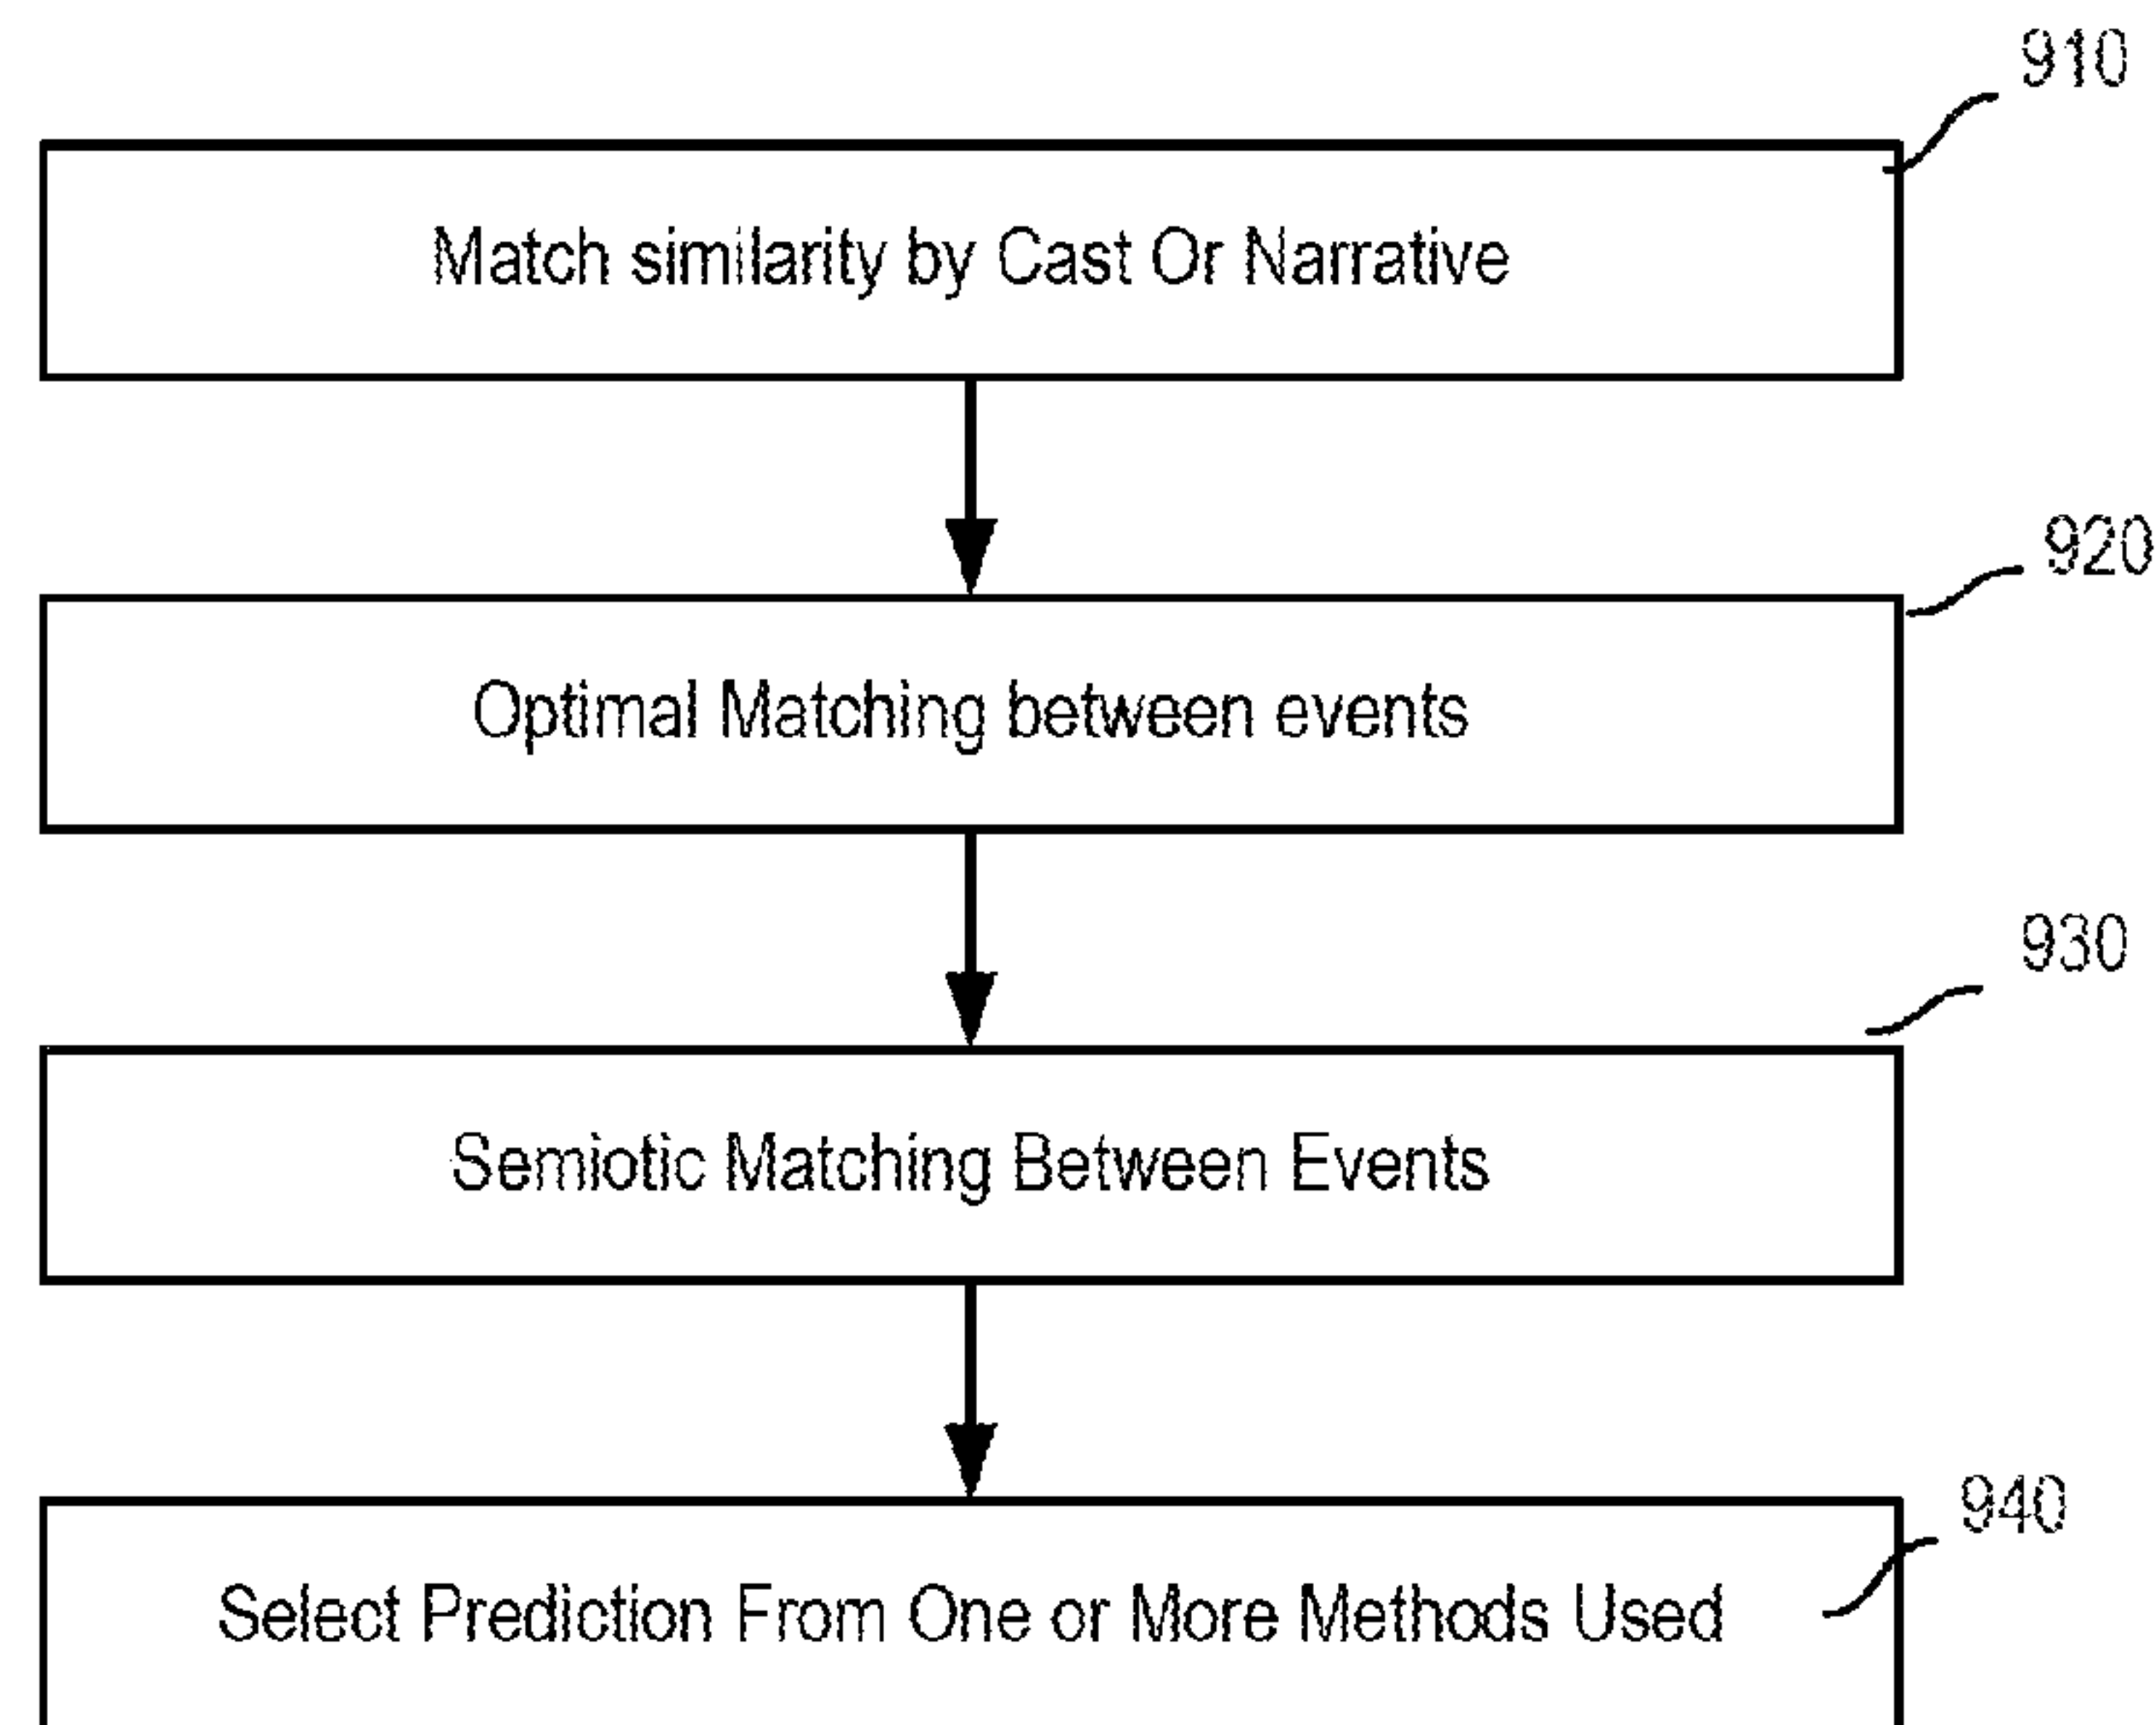 910
Match similarity by Cast Or Narrative
920
Optimal Matching between events
930
Semiotic Matching Between Events
940
Select Prediction From One or More Methods Used